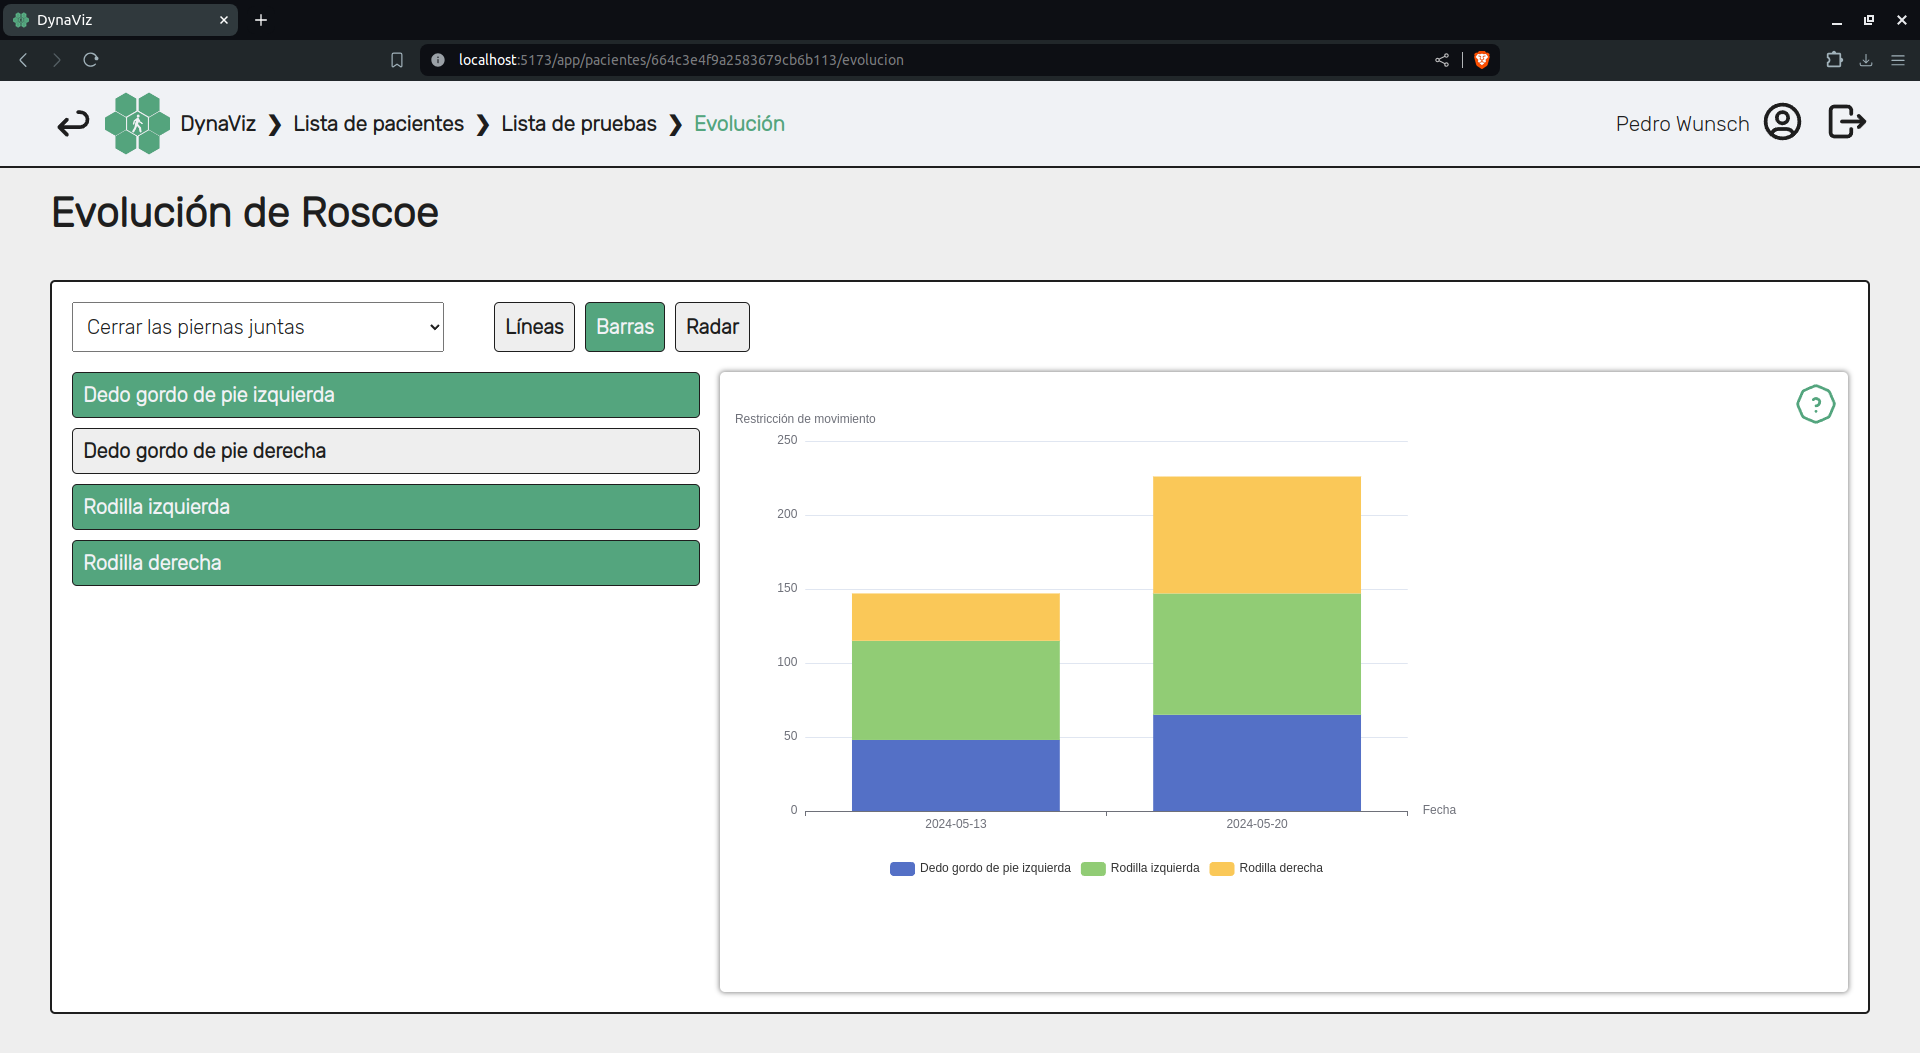 DynaViz
localhost:5173/app/pacientes/664c3e4f9a2583679cb6b113/evolucion
DynaViz ❯ Lista de pacientes ❯ Lista de pruebas ❯ Evolución
Pedro Wunsch
Evolución de Roscoe
Cerrar las piernas juntas
Líneas
Barras
Radar
Dedo gordo de pie izquierda
Dedo gordo de pie derecha
Rodilla izquierda
Rodilla derecha
?
Restricción de movimiento
250
200
150
100
50
0
Fecha
2024-05-13
2024-05-20
Dedo gordo de pie izquierda
Rodilla izquierda
Rodilla derecha